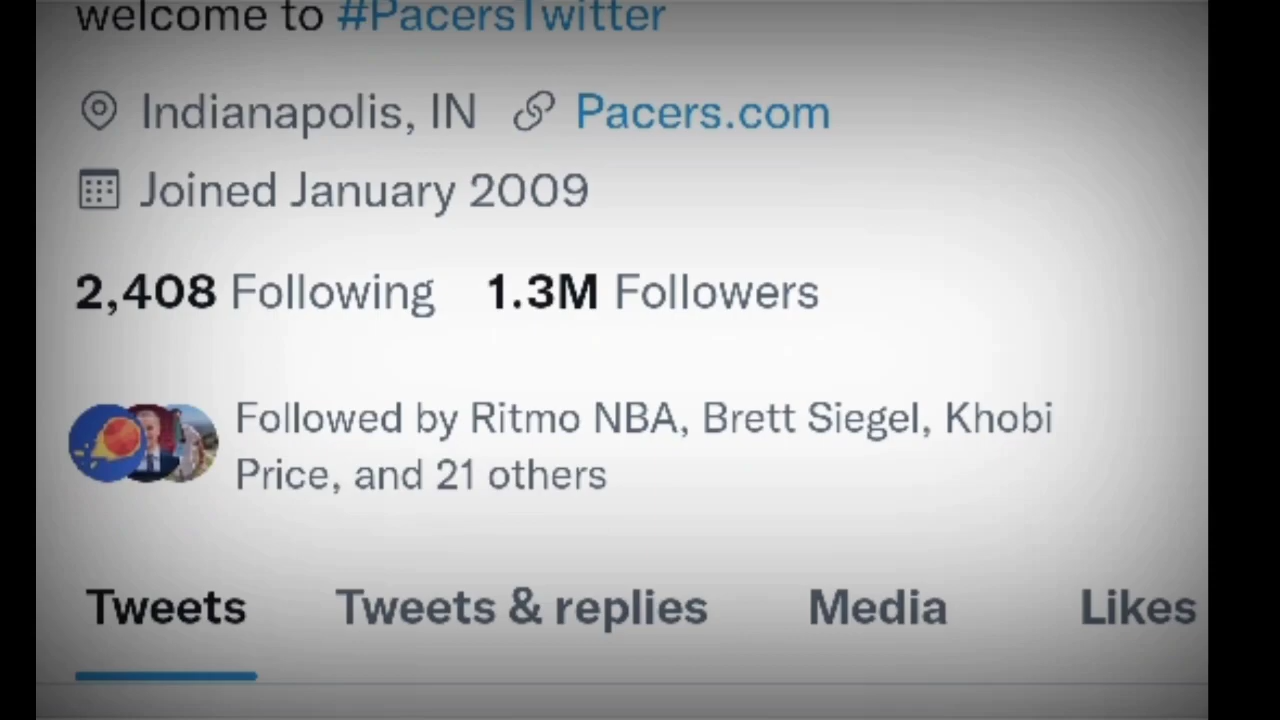 welcome to #PacersTwitter
Indianapolis, IN Pacers.com
Joined January 2009
2,408 Following 1.3M Followers
Followed by Ritmo NBA, Brett Siegel, Khobi
Price, and 21 others
Tweets Tweets & replies Media Likes